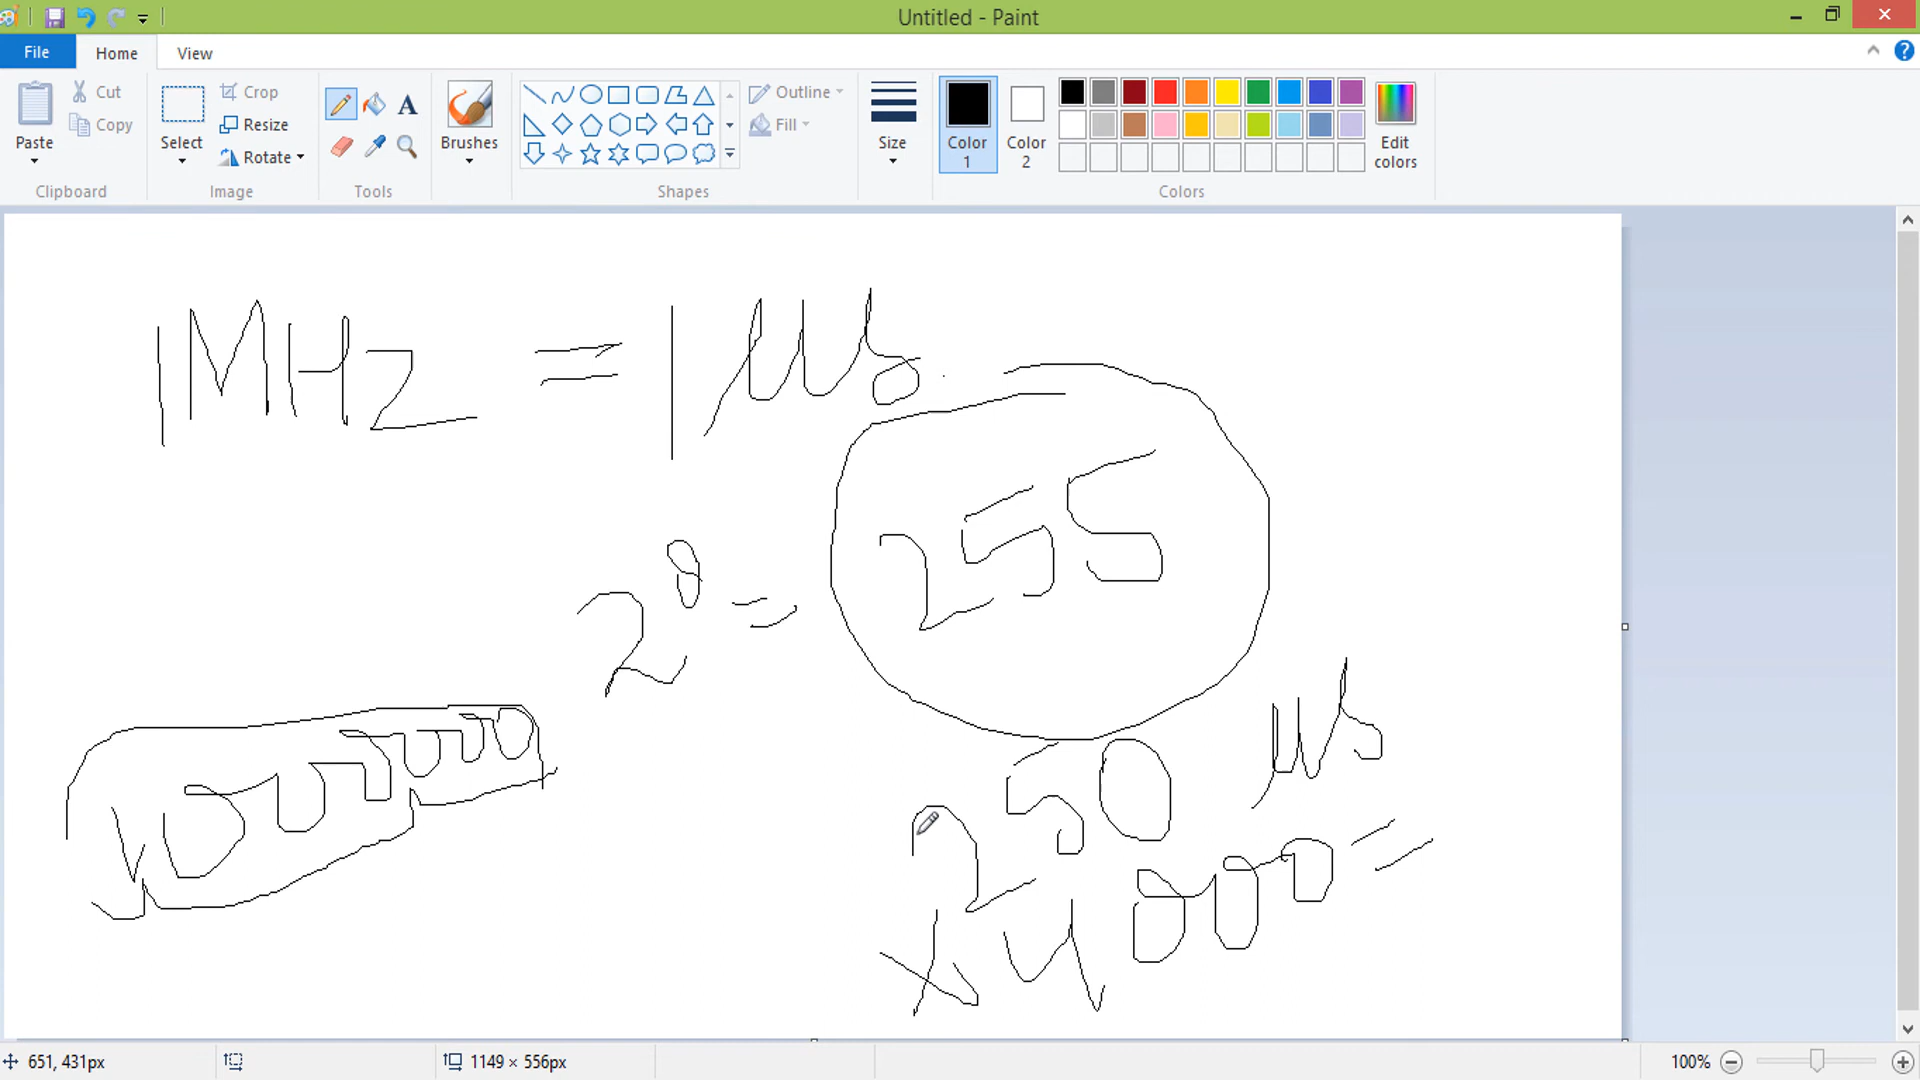 Untitled - Paint
File Home View
Cut
Copy
Paste
Clipboard
Crop
Resize
Rotate
Select
Image
A
Tools
Brushes
Outline
Fill
Shapes
Size
Color 1
Color 2
Edit colors
Colors
1MHz = 1 μs
2⁸ = 255
250 μs
x 4000 =
651, 431px
1149 × 556px
100%